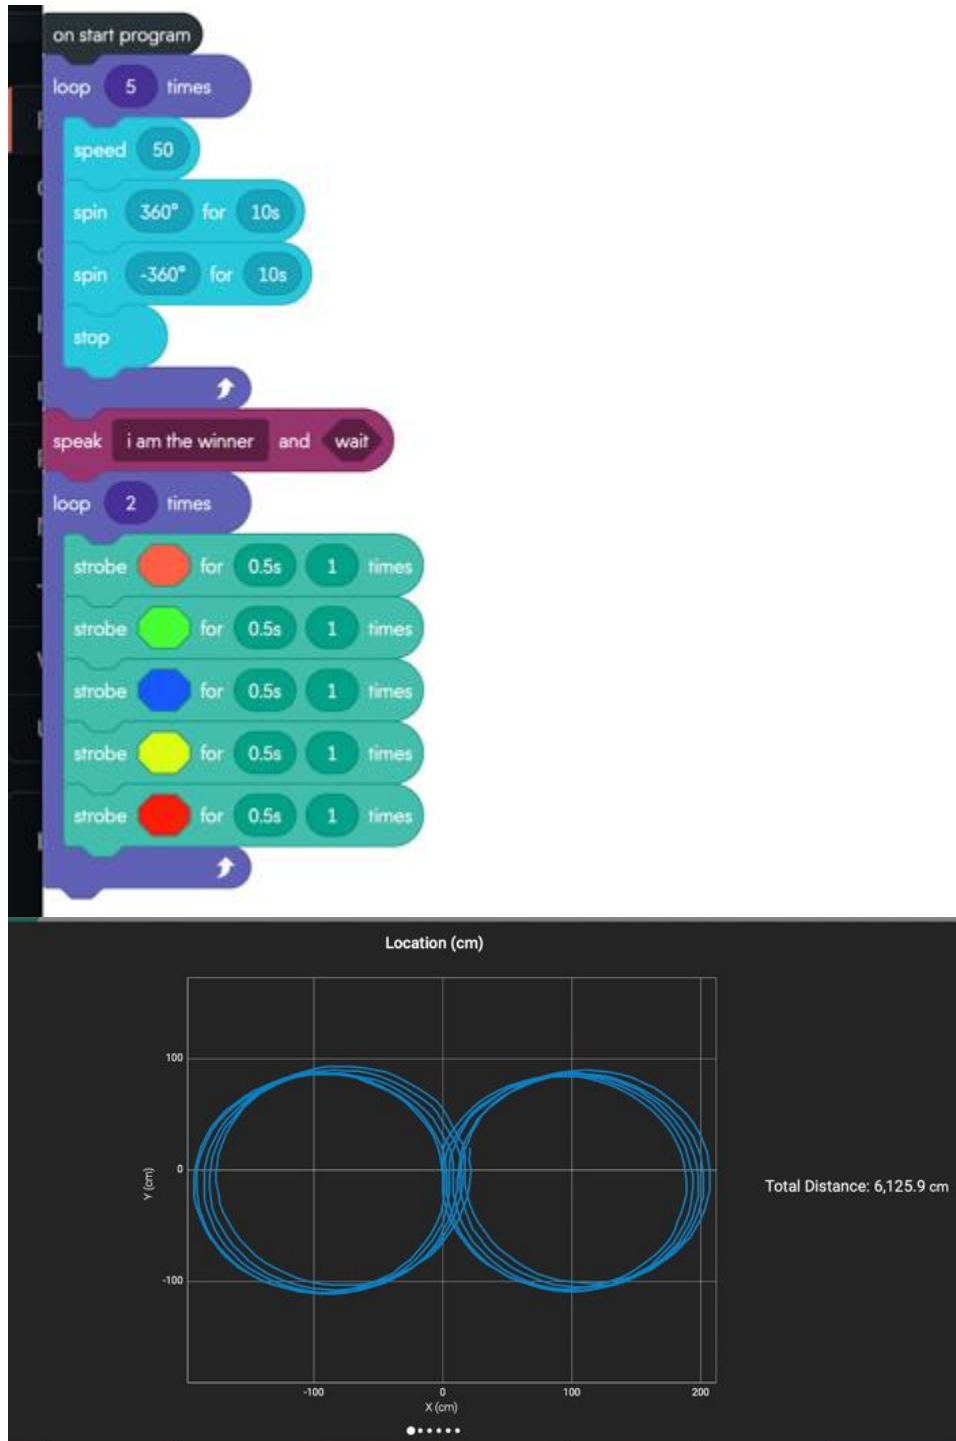 on start program
loop 5 times
speed 50
spin 360° for 10s
spin -360° for 10s
stop
speak i am the winner and wait
loop 2 times
strobe for 0.5s 1 times
strobe for 0.5s 1 times
strobe for 0.5s 1 times
strobe for 0.5s 1 times
strobe for 0.5s 1 times
Location (cm)
100
0
-100
Y (cm)
Total Distance: 6,125.9 cm
-100 0 100 200
X (cm)